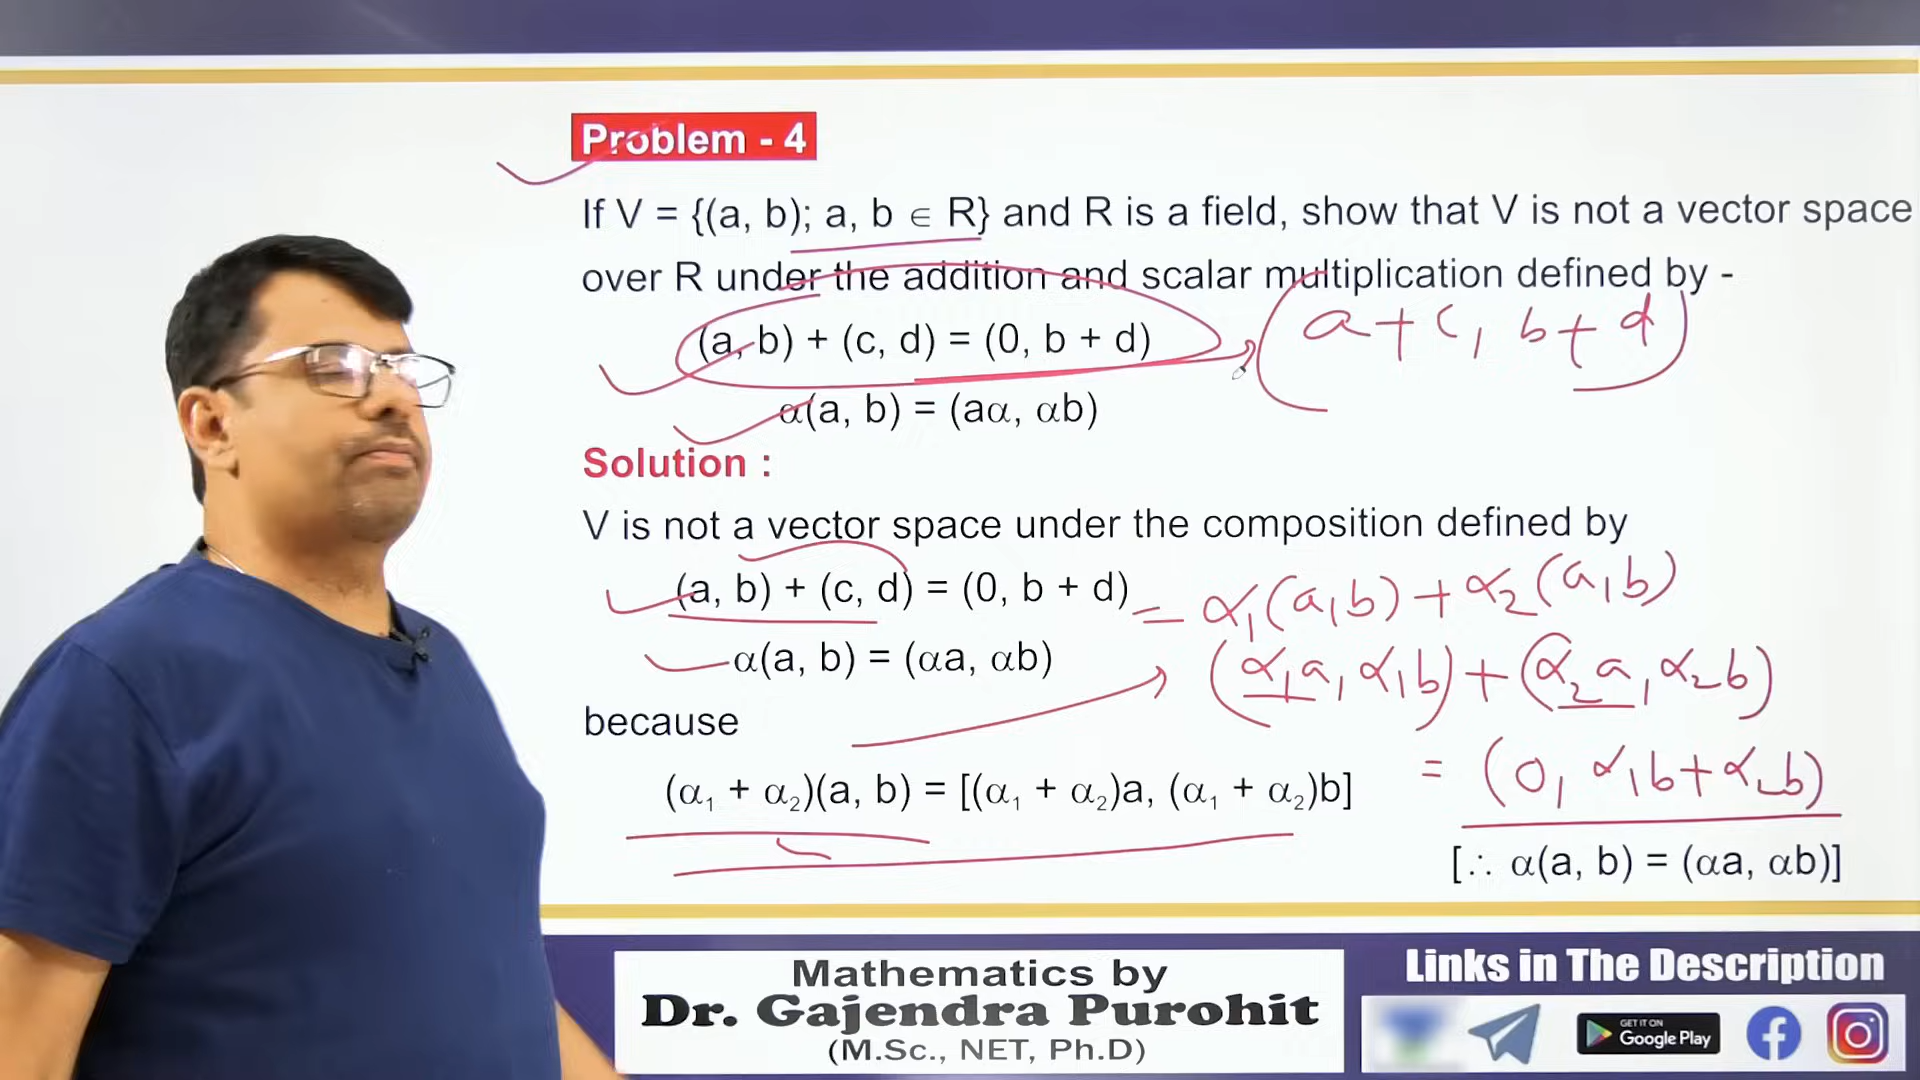 Problem - 4
If V = {(a, b); a, b ∈ R} and R is a field, show that V is not a vector space
over R under the addition and scalar multiplication defined by -
(a, b) + (c, d) = (0, b + d)
(a + c, b + d)
α(a, b) = (aα, αb)
Solution :
V is not a vector space under the composition defined by
(a, b) + (c, d) = (0, b + d)
= α₁(a, b) + α₂(a, b)
α(a, b) = (αa, αb)
(α₁a, α₁b) + (α₂a, α₂b)
because
(α₁ + α₂)(a, b) = [(α₁ + α₂)a, (α₁ + α₂)b]
= (0, α₁b + α₂b)
[∴ α(a, b) = (αa, αb)]
Mathematics by
Dr. Gajendra Purohit
(M.Sc., NET, Ph.D)
Links in The Description
GET IT ON
Google Play